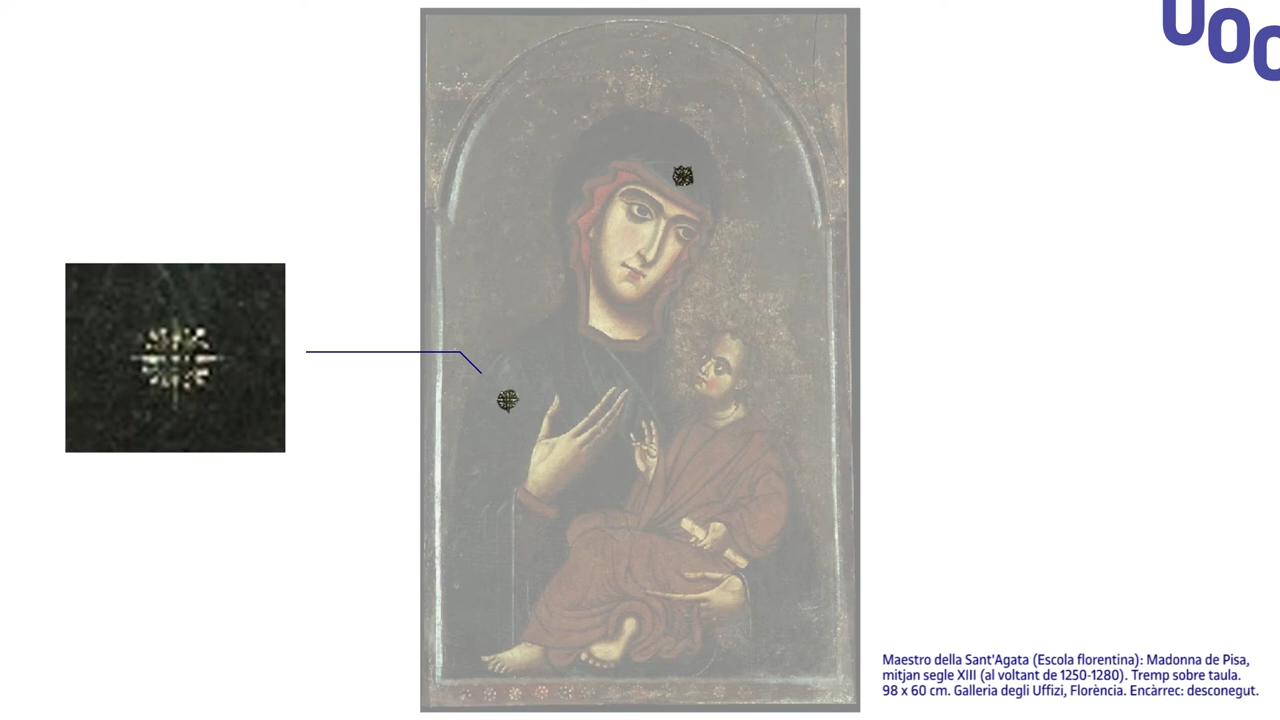 UOC
Maestro della Sant'Agata (Escola florentina): Madonna de Pisa,
mitjan segle XIII (al voltant de 1250-1280). Tremp sobre taula.
98 x 60 cm. Galleria degli Uffizi, Florència. Encàrrec: desconegut.